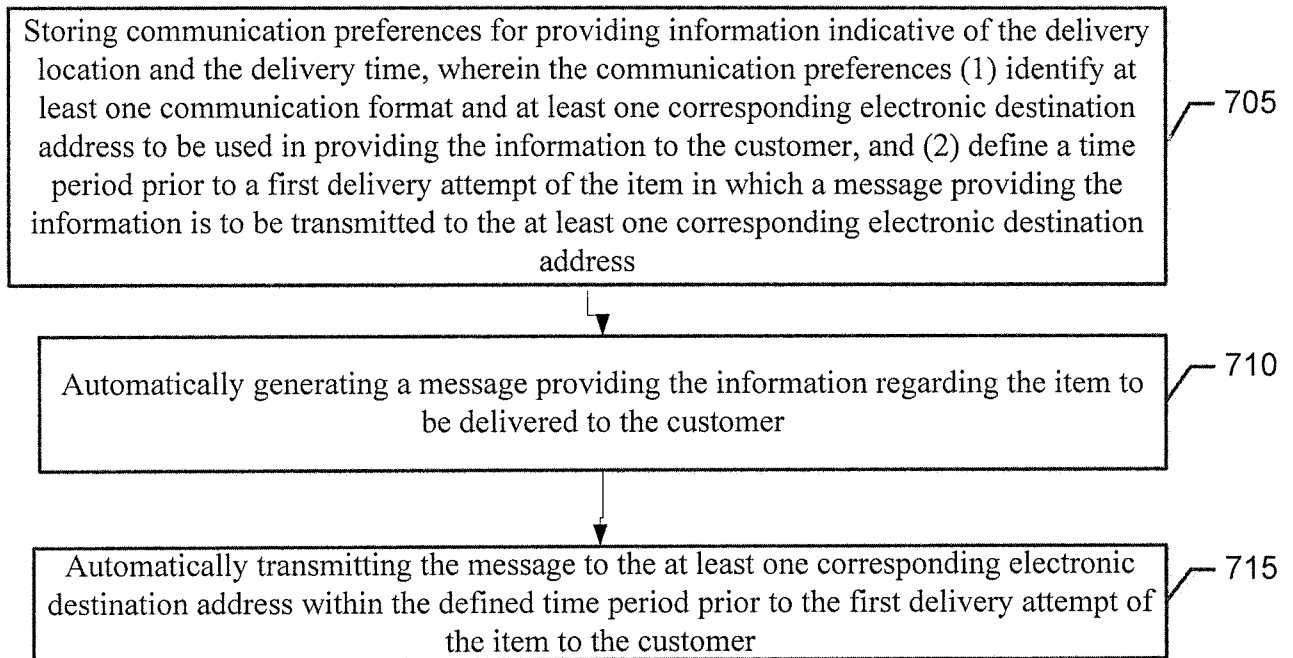 Storing communication preferences for providing information indicative of the delivery
location and the delivery time, wherein the communication preferences (1) identify at
least one communication format and at least one corresponding electronic destination
address to be used in providing the information to the customer, and (2) define a time
period prior to a first delivery attempt of the item in which a message providing the
information is to be transmitted to the at least one corresponding electronic destination
address
705
Automatically generating a message providing the information regarding the item to
be delivered to the customer
710
Automatically transmitting the message to the at least one corresponding electronic
destination address within the defined time period prior to the first delivery attempt of
the item to the customer
715